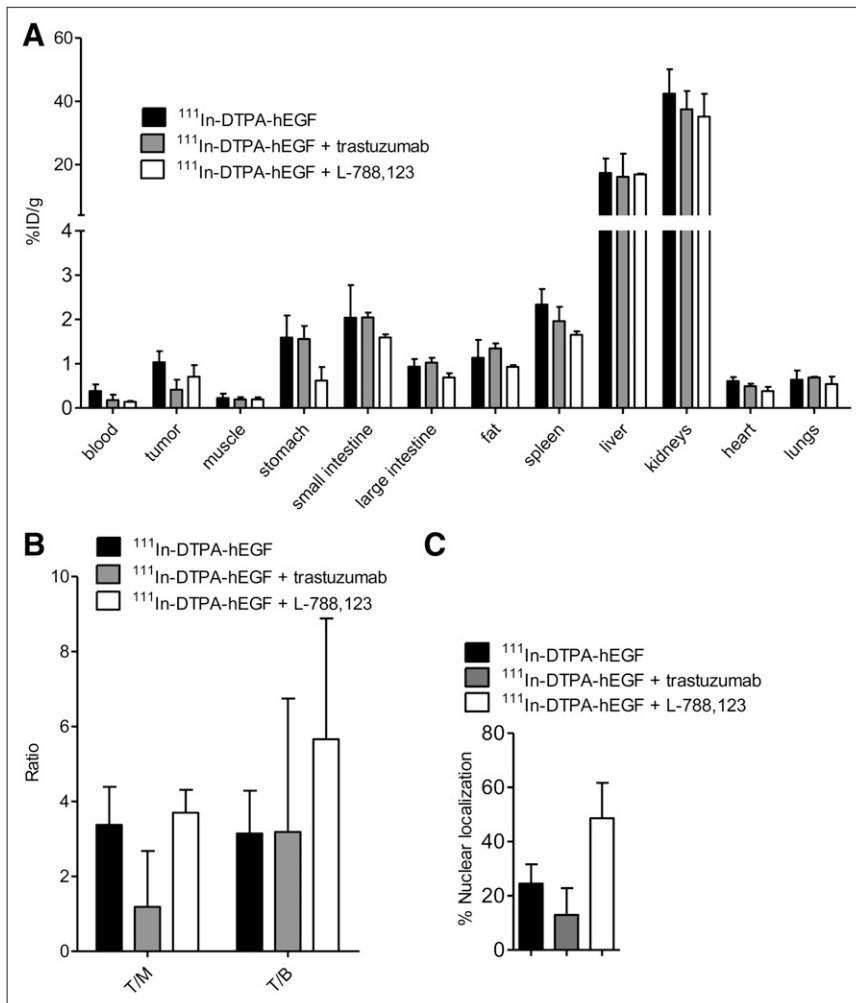 A
60
40
20
4
3
2
1
0
%ID/g
111In-DTPA-hEGF
111In-DTPA-hEGF + trastuzumab
111In-DTPA-hEGF + L-788,123
blood
tumor
muscle
stomach
small intestine
large intestine
fat
spleen
liver
kidneys
heart
lungs
B
111In-DTPA-hEGF
111In-DTPA-hEGF + trastuzumab
111In-DTPA-hEGF + L-788,123
10
8
6
4
2
0
Ratio
T/M
T/B
C
111In-DTPA-hEGF
111In-DTPA-hEGF + trastuzumab
111In-DTPA-hEGF + L-788,123
80
60
40
20
0
% Nuclear localization